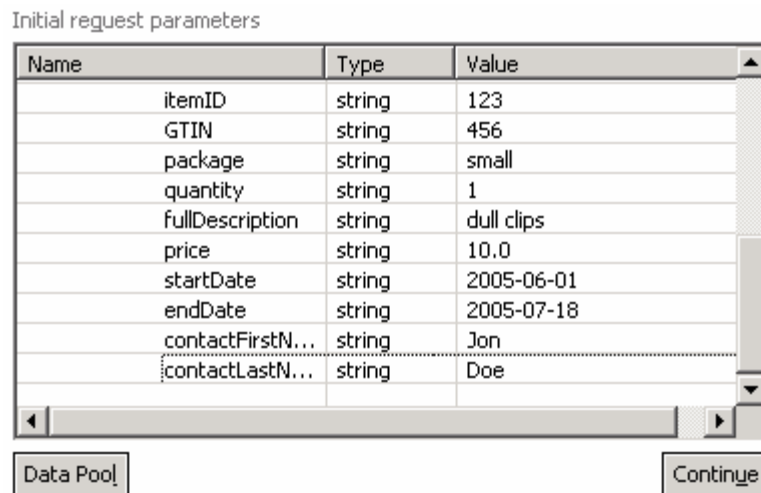 Initial request parameters
Name Type Value
itemID string 123
GTIN string 456
package string small
quantity string 1
fullDescription string dull clips
price string 10.0
startDate string 2005-06-01
endDate string 2005-07-18
contactFirstN... string Jon
contactLastN... string Doe
Data Pool Continue